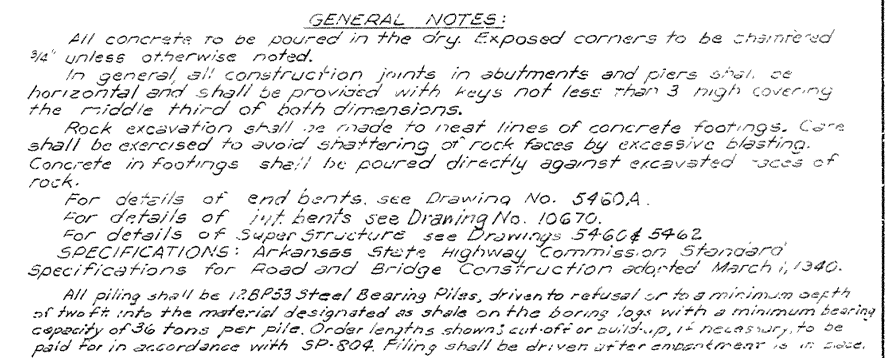 GENERAL NOTES:
All concrete to be poured in the dry. Exposed corners to be chamfered
3/4" unless otherwise noted.
In general, all construction joints in abutments and piers shall be
horizontal and shall be provided with keys not less than 3 high covering
the middle third of both dimensions.
Rock excavation shall be made to neat lines of concrete footings. Care
shall be exercised to avoid shattering of rock faces by excessive blasting.
Concrete in footings shall be poured directly against excavated faces of
rock.
For details of end bents, see Drawing No. 5460A.
For details of int. bents see Drawing No. 10670.
For details of Super Structure see Drawings 5460 & 5462
SPECIFICATIONS: Arkansas State Highway Commission Standard
Specifications for Road and Bridge Construction adopted March 1, 1940.
All piling shall be 12BP53 Steel Bearing Piles, driven to refusal or to a minimum depth
of two ft into the material designated as shale on the boring logs with a minimum bearing
capacity of 36 tons per pile. Order lengths shown; cut-off or build-up, if necessary, to be
paid for in accordance with SP-804. Piling shall be driven after embankment is in place.